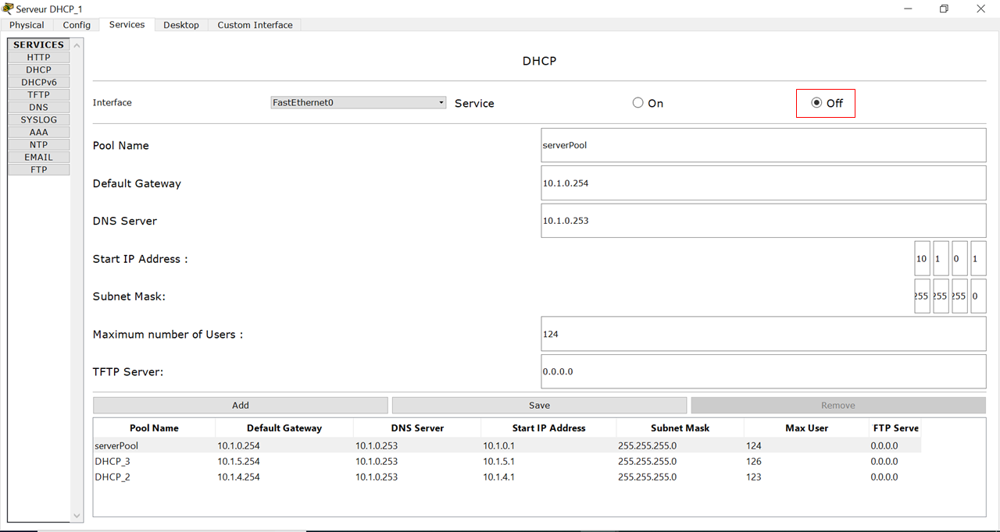 Serveur DHCP_1
Physical Config Services Desktop Custom Interface
SERVICES
HTTP
DHCP
DHCPv6
TFTP
DNS
SYSLOG
AAA
NTP
EMAIL
FTP
DHCP
Interface FastEthernet0 Service On Off
Pool Name serverPool
Default Gateway 10.1.0.254
DNS Server 10.1.0.253
Start IP Address : 10 1 0 1
Subnet Mask: 255 255 255 0
Maximum number of Users : 124
TFTP Server: 0.0.0.0
Add Save Remove
Pool Name Default Gateway DNS Server Start IP Address Subnet Mask Max User FTP Serve
serverPool 10.1.0.254 10.1.0.253 10.1.0.1 255.255.255.0 124 0.0.0.0
DHCP_3 10.1.5.254 10.1.0.253 10.1.5.1 255.255.255.0 126 0.0.0.0
DHCP_2 10.1.4.254 10.1.0.253 10.1.4.1 255.255.255.0 123 0.0.0.0